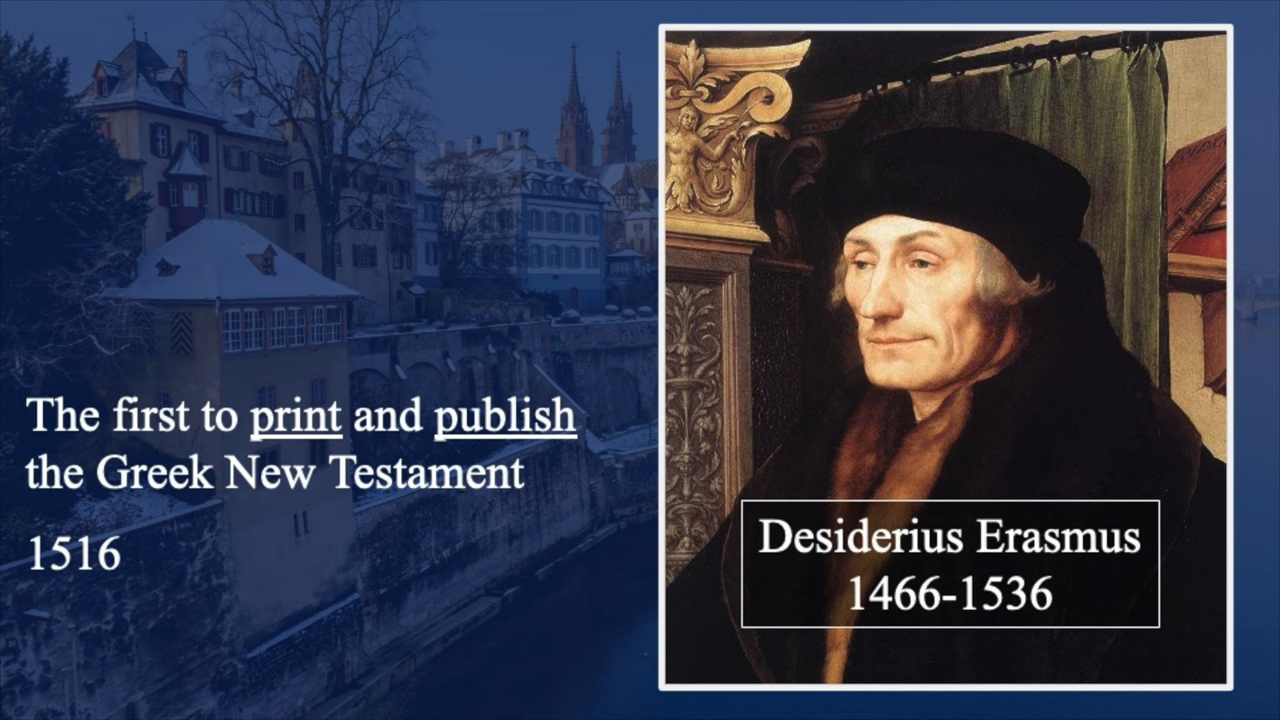 The first to print and publish
the Greek New Testament
1516
Desiderius Erasmus
1466-1536